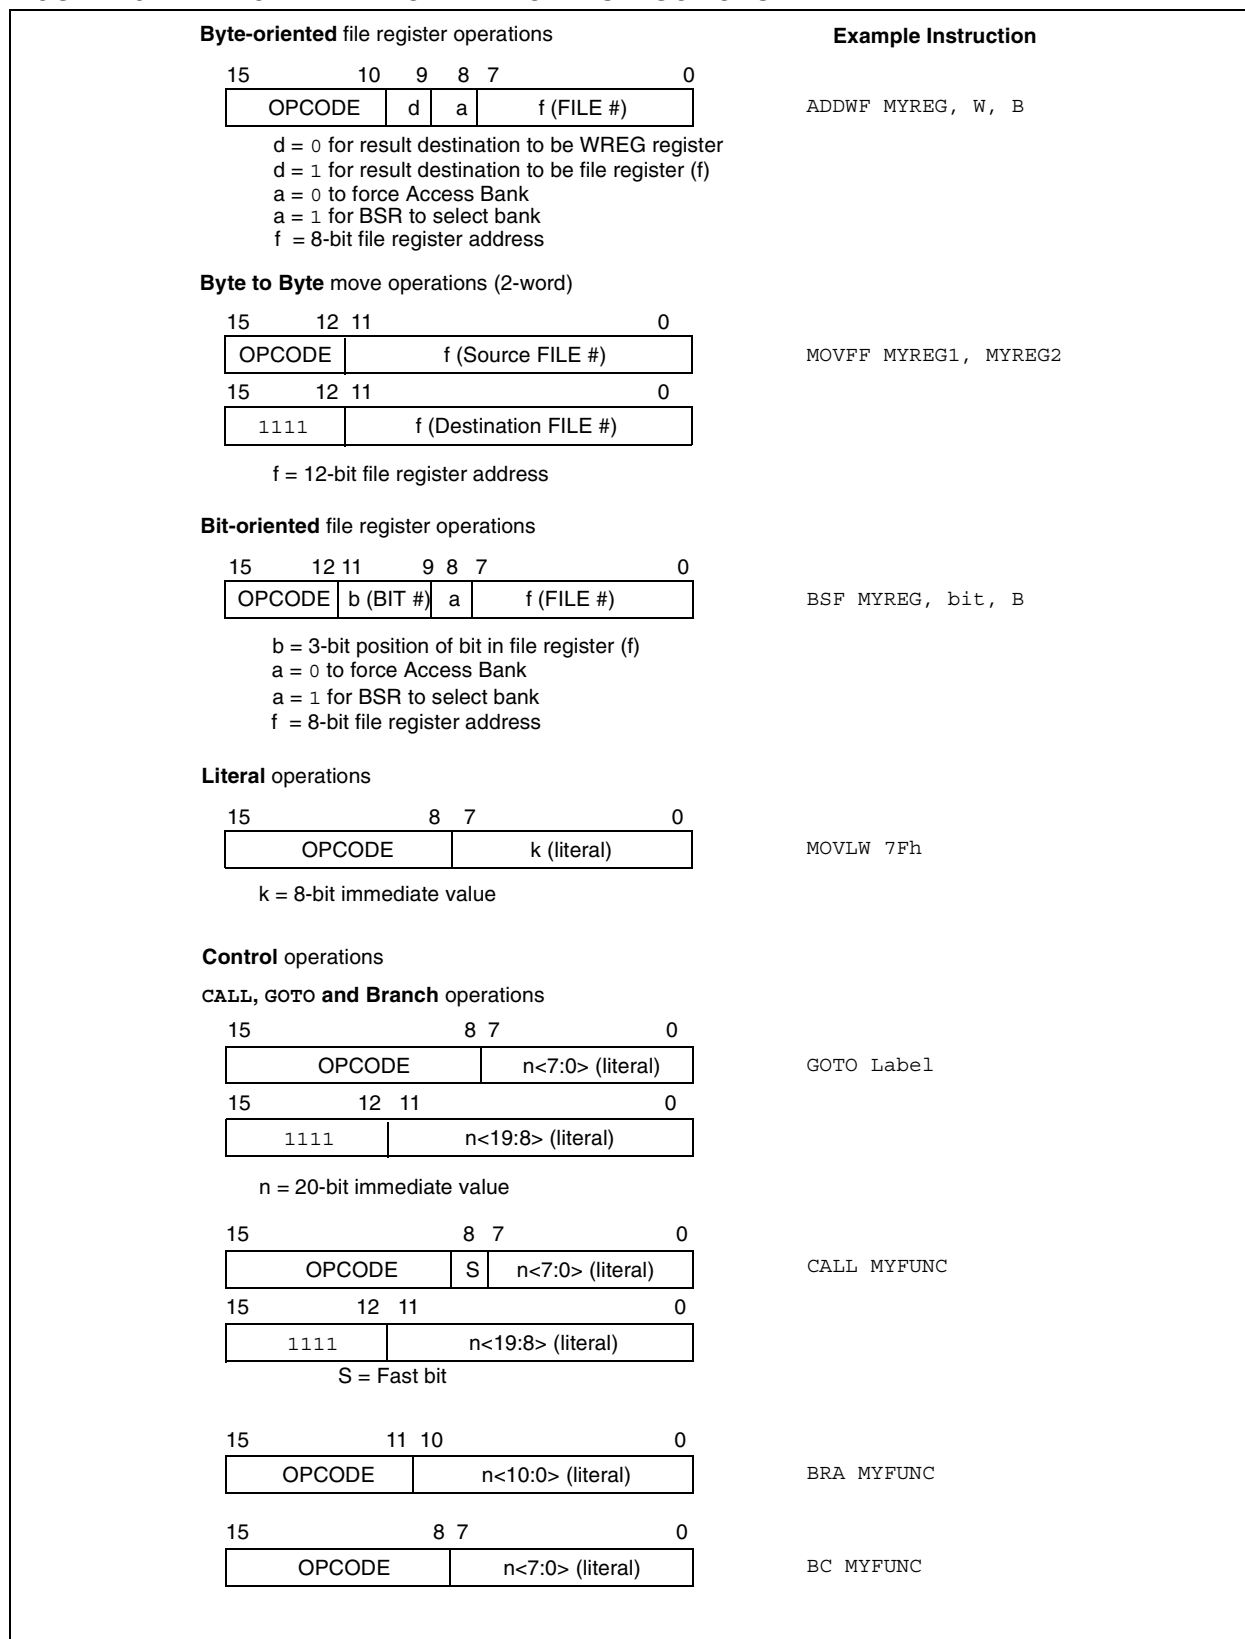 Byte-oriented file register operations Example Instruction
15 10 9 8 7 0
OPCODE d a f (FILE #) ADDWF MYREG, W, B
d = 0 for result destination to be WREG register
d = 1 for result destination to be file register (f)
a = 0 to force Access Bank
a = 1 for BSR to select bank
f = 8-bit file register address
Byte to Byte move operations (2-word)
15 12 11 0
OPCODE f (Source FILE #) MOVFF MYREG1, MYREG2
15 12 11 0
1111 f (Destination FILE #)
f = 12-bit file register address
Bit-oriented file register operations
15 12 11 9 8 7 0
OPCODE b (BIT #) a f (FILE #) BSF MYREG, bit, B
b = 3-bit position of bit in file register (f)
a = 0 to force Access Bank
a = 1 for BSR to select bank
f = 8-bit file register address
Literal operations
15 8 7 0
OPCODE k (literal) MOVLW 7Fh
k = 8-bit immediate value
Control operations
CALL, GOTO and Branch operations
15 8 7 0
OPCODE n<7:0> (literal) GOTO Label
15 12 11 0
1111 n<19:8> (literal)
n = 20-bit immediate value
15 8 7 0
OPCODE S n<7:0> (literal) CALL MYFUNC
15 12 11 0
1111 n<19:8> (literal)
S = Fast bit
15 11 10 0
OPCODE n<10:0> (literal) BRA MYFUNC
15 8 7 0
OPCODE n<7:0> (literal) BC MYFUNC